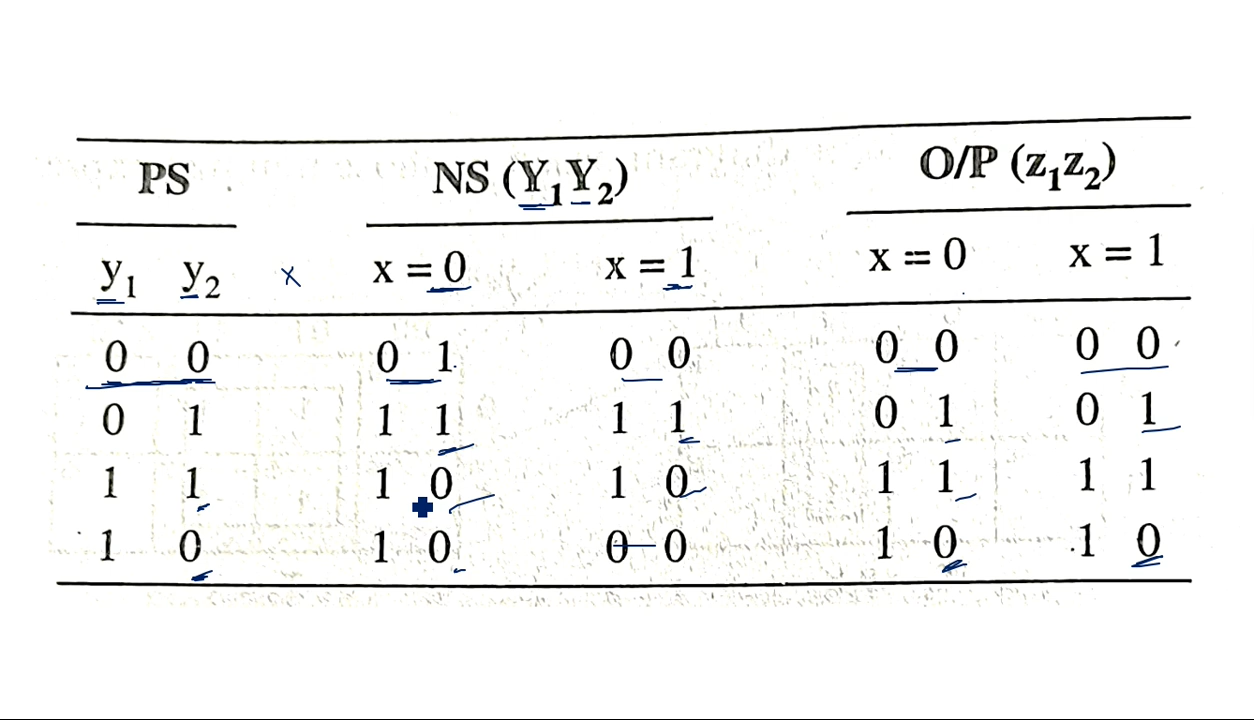 PS NS (Y₁Y₂) O/P (z₁z₂)
y₁ y₂ x x = 0 x = 1 x = 0 x = 1
0 0 0 1 0 0 0 0 0 0
0 1 1 1 1 1 0 1 0 1
1 1 1 0 1 0 1 1 1 1
1 0 1 0 0 0 1 0 1 0